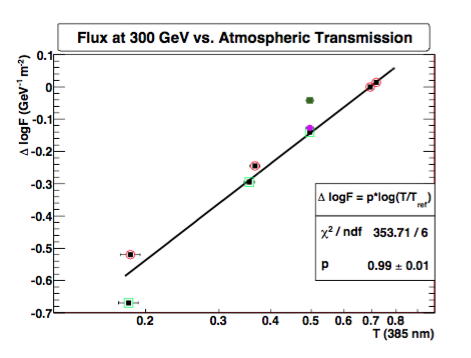 Flux at 300 GeV vs. Atmospheric Transmission
Δ logF (GeV⁻¹ m⁻²)
0.1
0
-0.1
-0.2
-0.3
-0.4
-0.5
-0.6
-0.7
Δ logF = p*log(T/T_ref)
χ² / ndf 353.71 / 6
p 0.99 ± 0.01
0.2 0.3 0.4 0.5 0.6 0.7 0.8
T (385 nm)